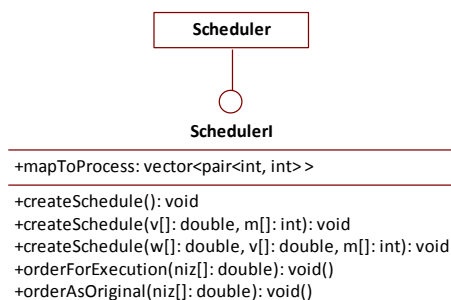 Scheduler
SchedulerI
+mapToProcess: vector<pair<int, int>>
+createSchedule(): void
+createSchedule(v[]: double, m[]: int): void
+createSchedule(w[]: double, v[]: double, m[]: int): void
+orderForExecution(niz[]: double): void()
+orderAsOriginal(niz[]: double): void()